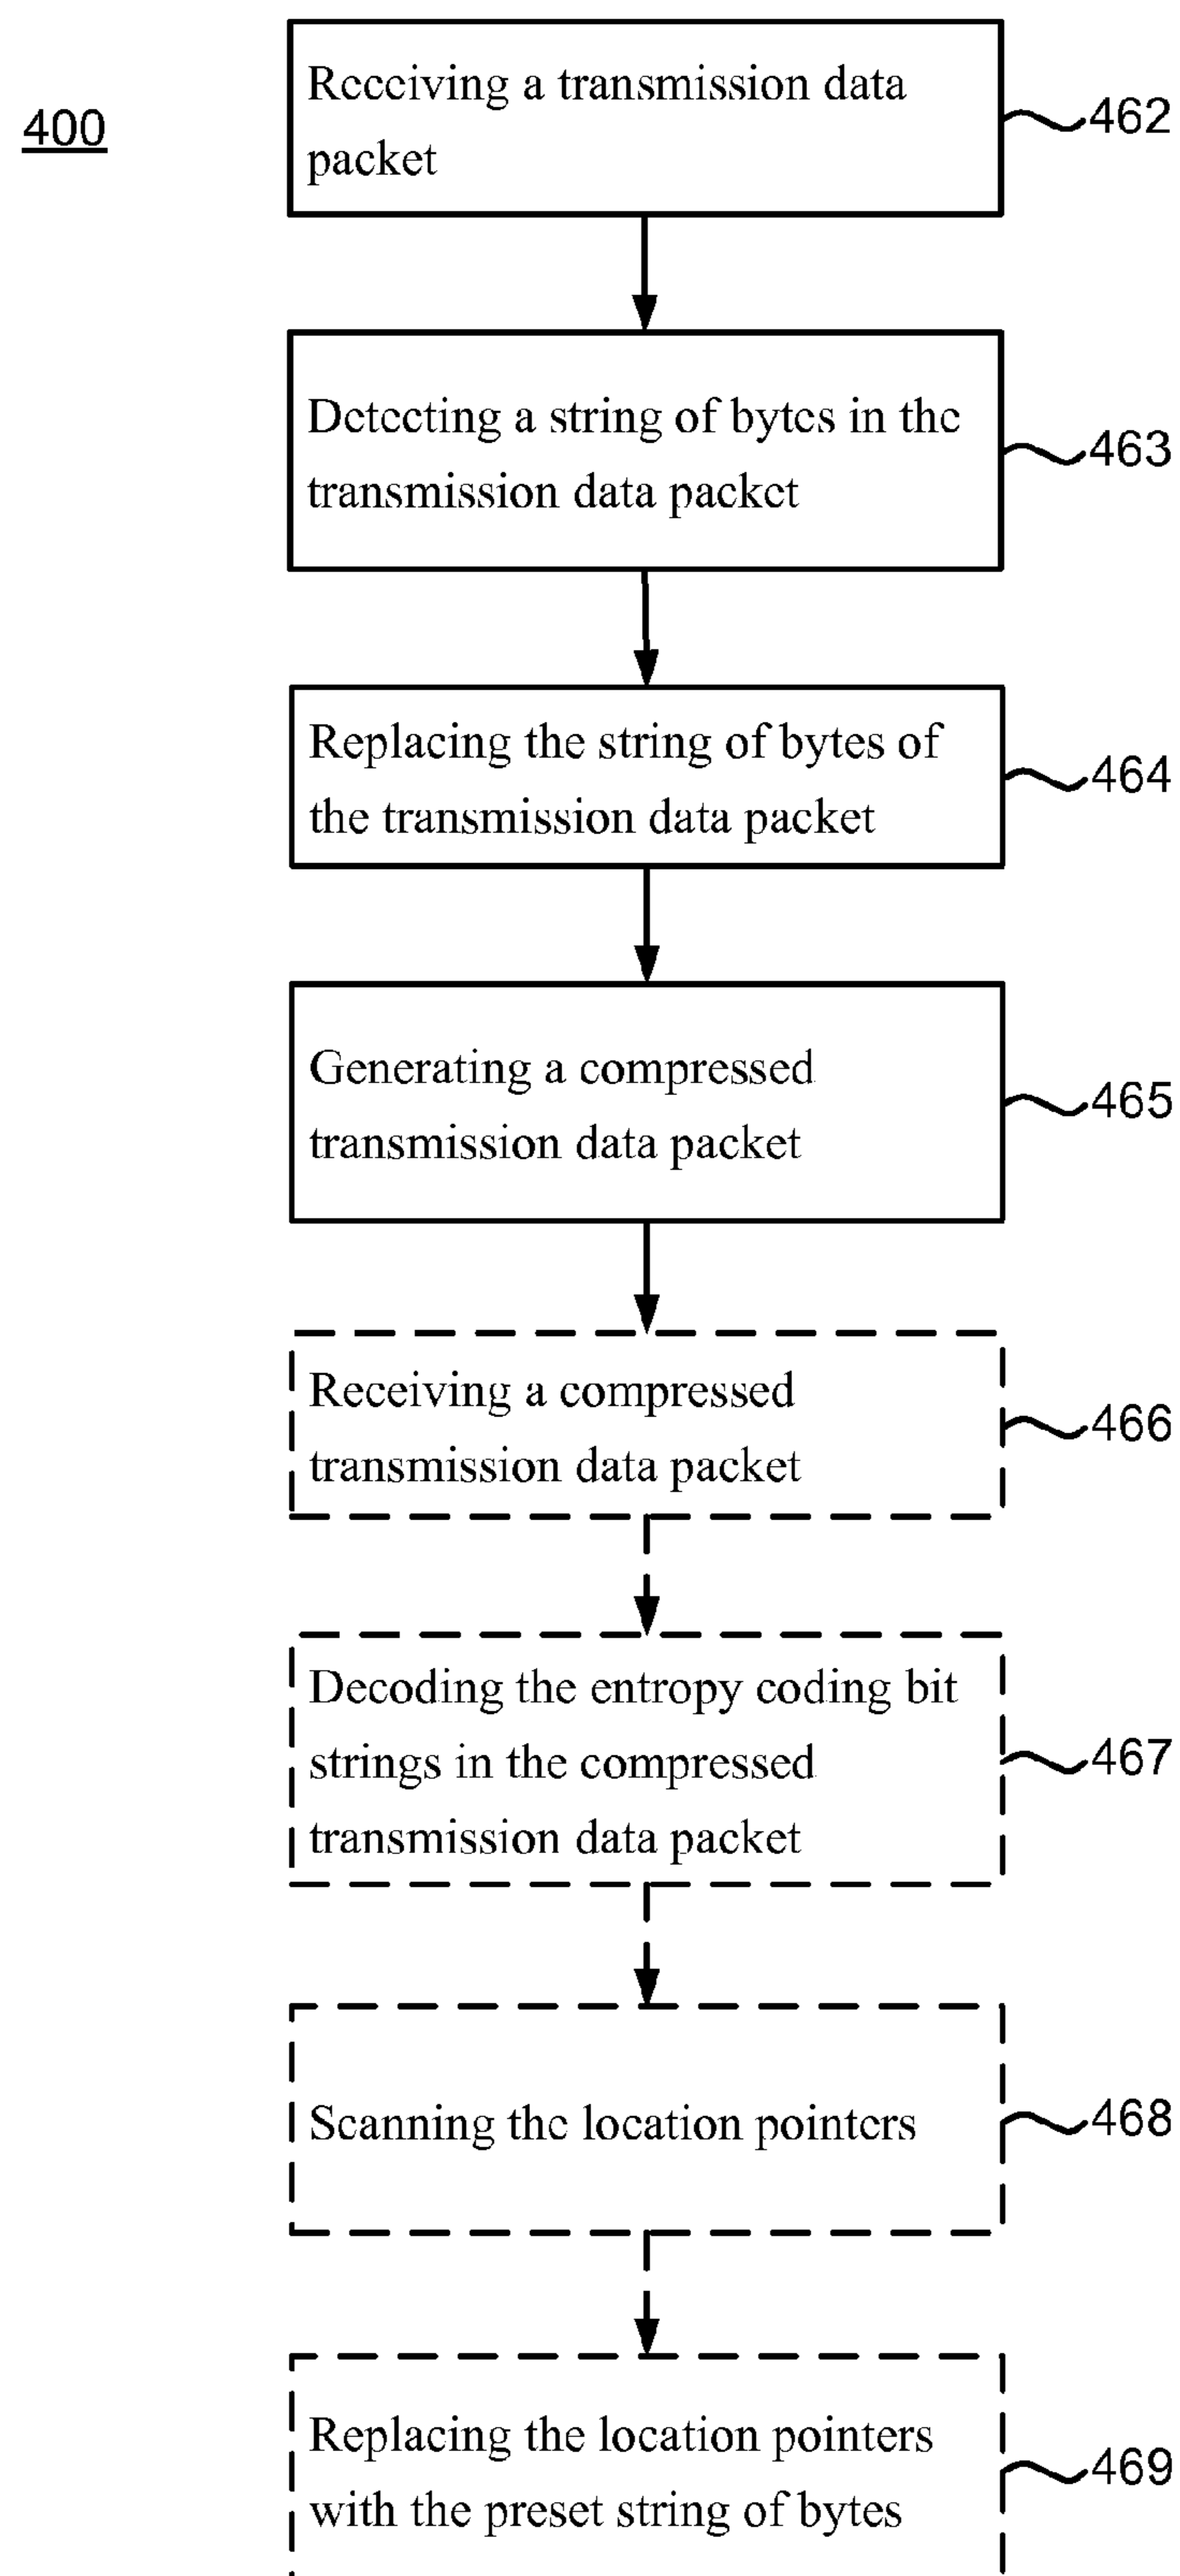 400
Receiving a transmission data
packet
462
Detecting a string of bytes in the
transmission data packet
463
Replacing the string of bytes of
the transmission data packet
464
Generating a compressed
transmission data packet
465
Receiving a compressed
transmission data packet
466
Decoding the entropy coding bit
strings in the compressed
transmission data packet
467
Scanning the location pointers
468
Replacing the location pointers
with the preset string of bytes
469